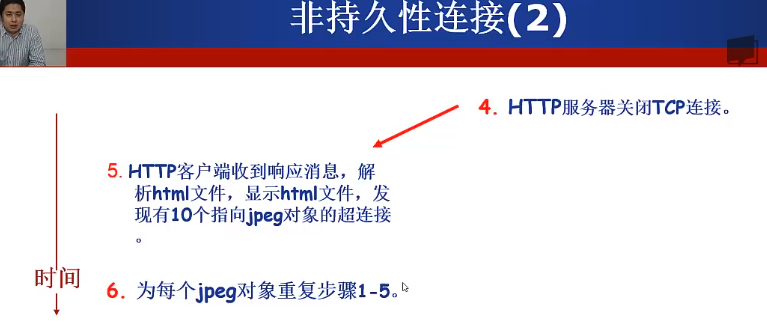 非持久性连接(2)
4. HTTP服务器关闭TCP连接。
5. HTTP客户端收到响应消息，解
析html文件，显示html文件，发
现有10个指向jpeg对象的超连接
。
时间
6. 为每个jpeg对象重复步骤1-5。